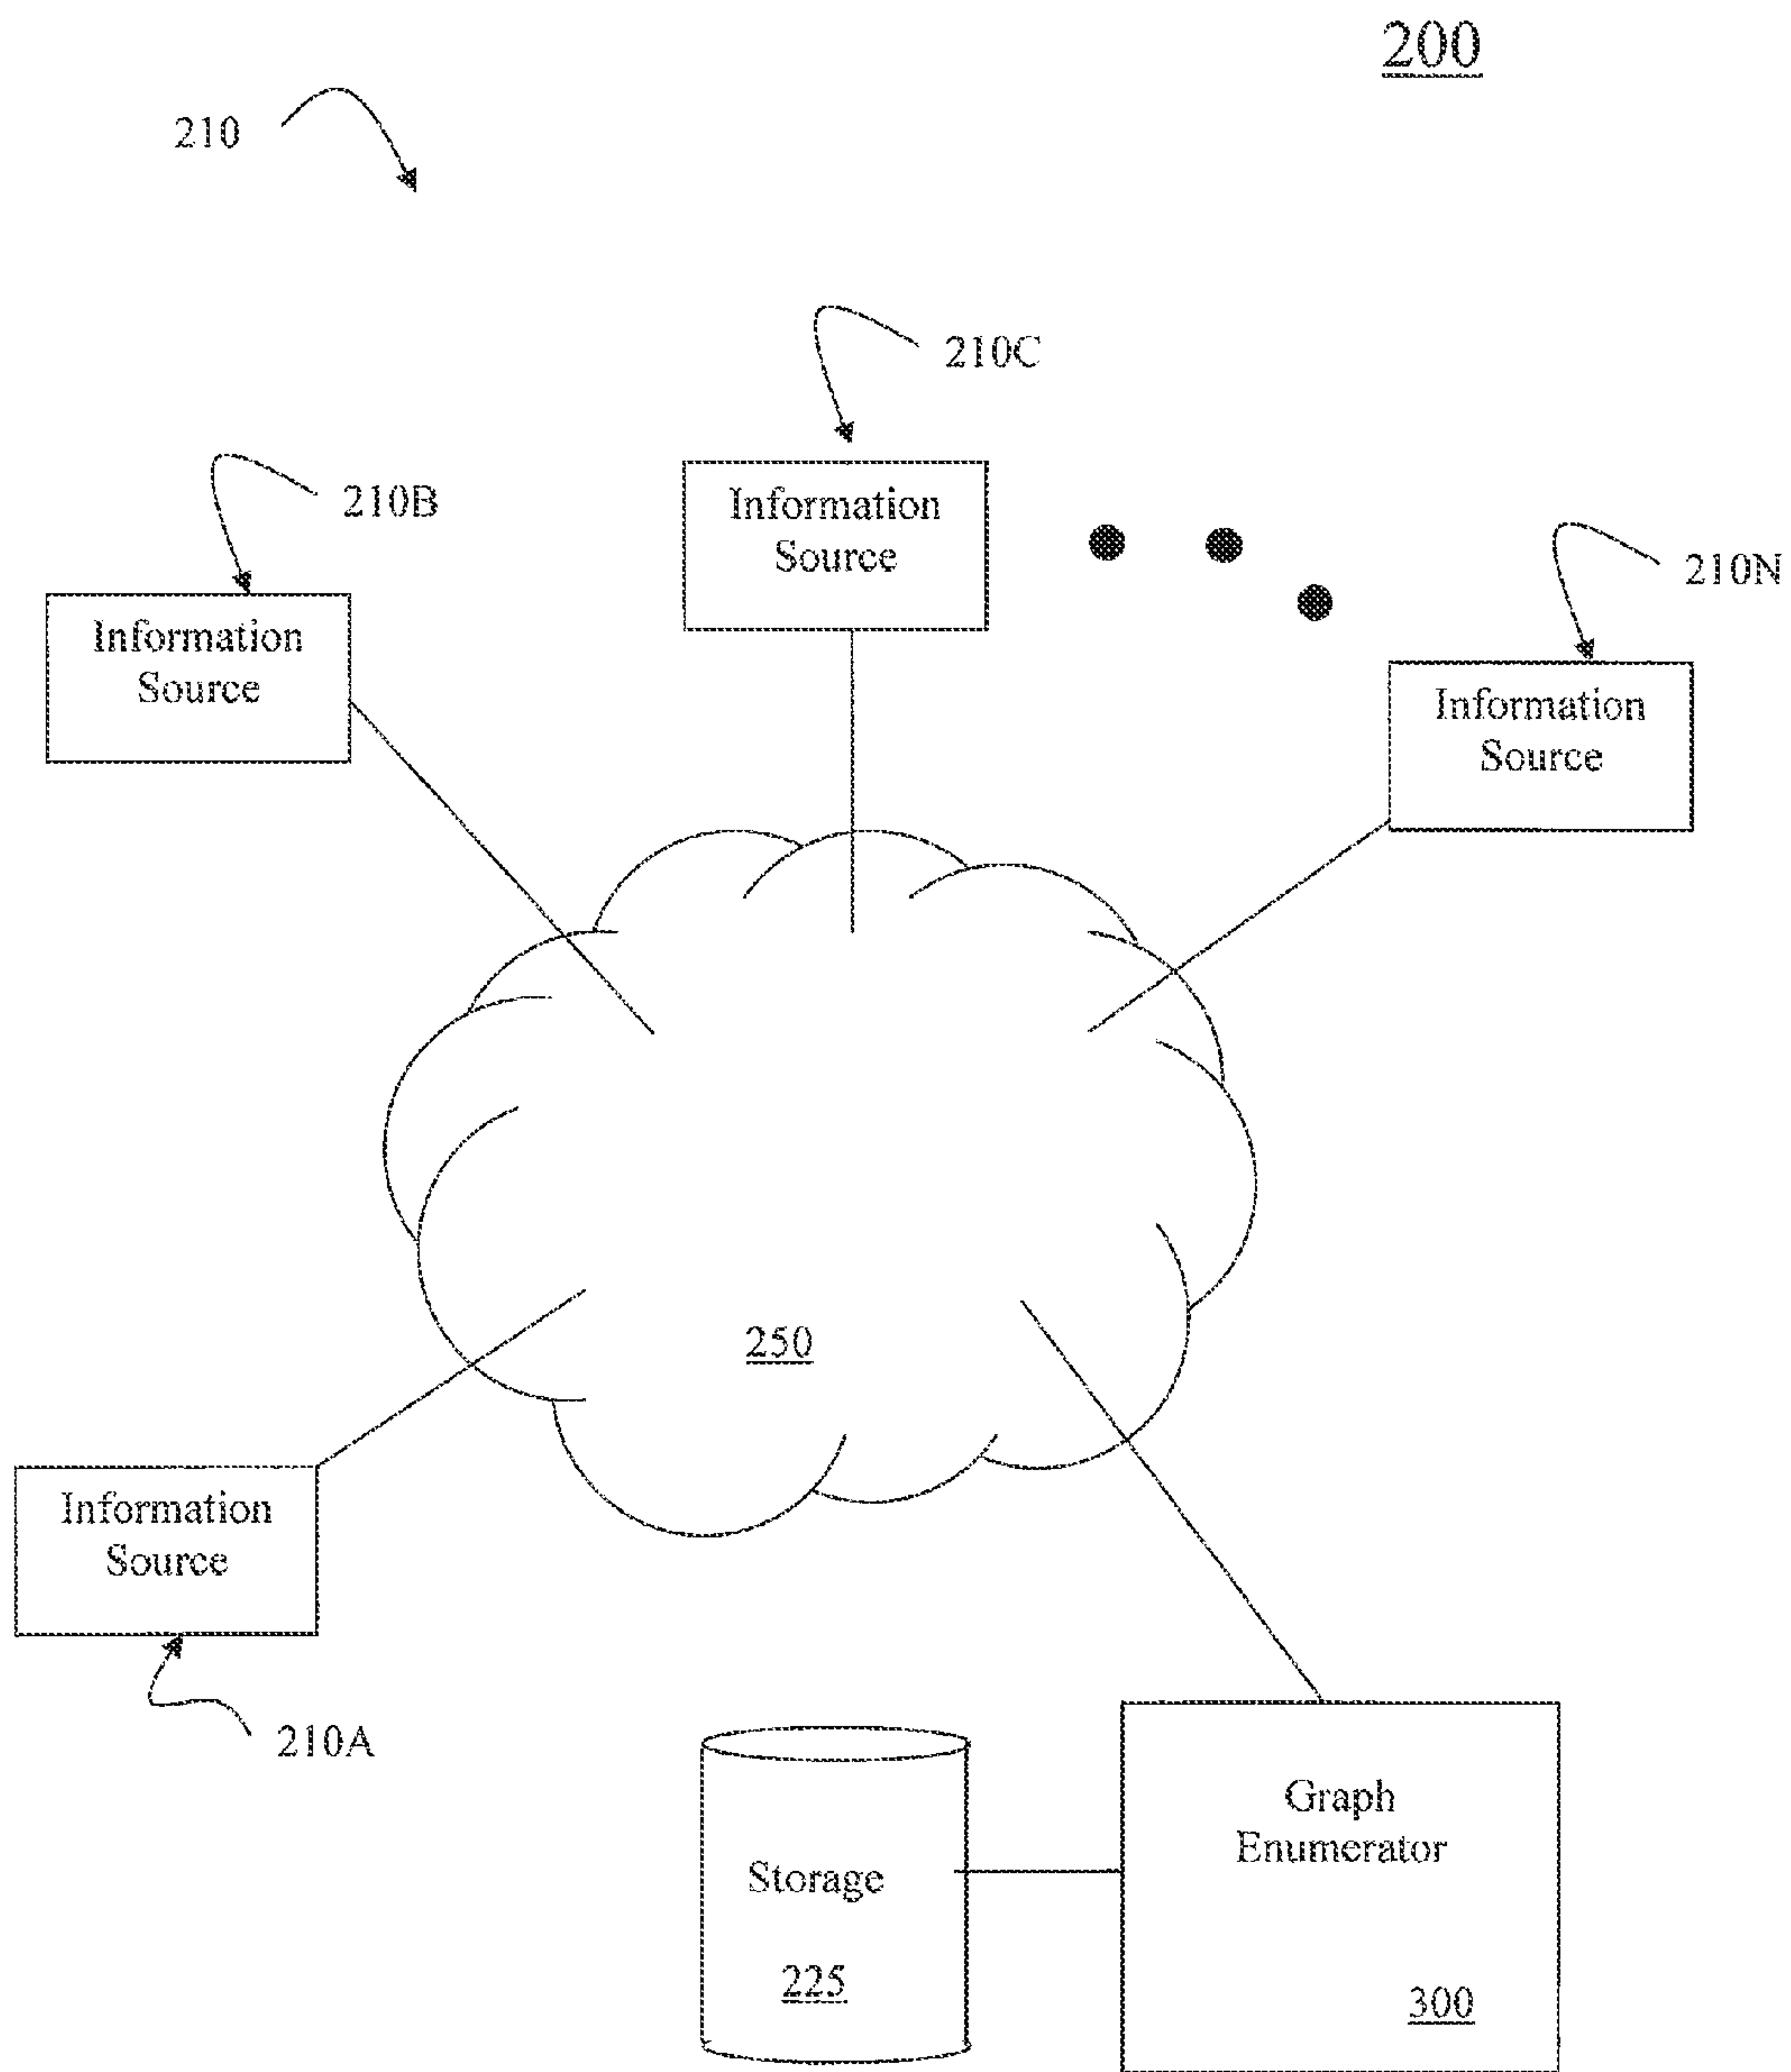 200
210
210C
210B
Information
Source
210N
Information
Source
Information
Source
250
Information
Source
210A
Graph
Enumerator
Storage
225
300